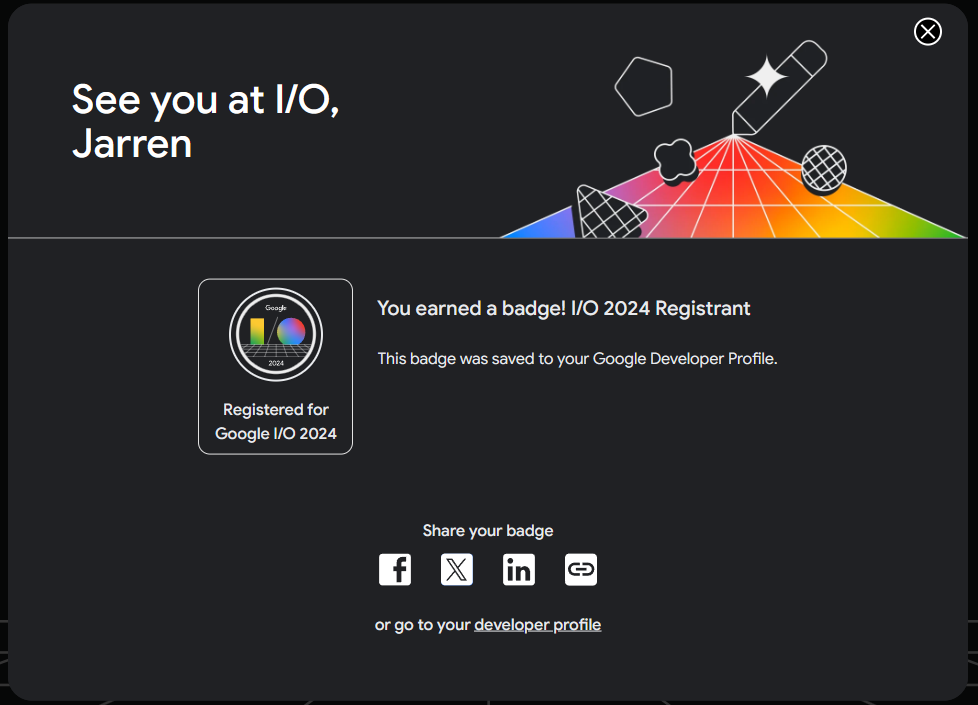 See you at I/O,
Jarren
Google
2024
Registered for
Google I/O 2024
You earned a badge! I/O 2024 Registrant
This badge was saved to your Google Developer Profile.
Share your badge
or go to your developer profile